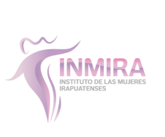 INMIRA
INSTITUTO DE LAS MUJERES
IRAPUATENSES